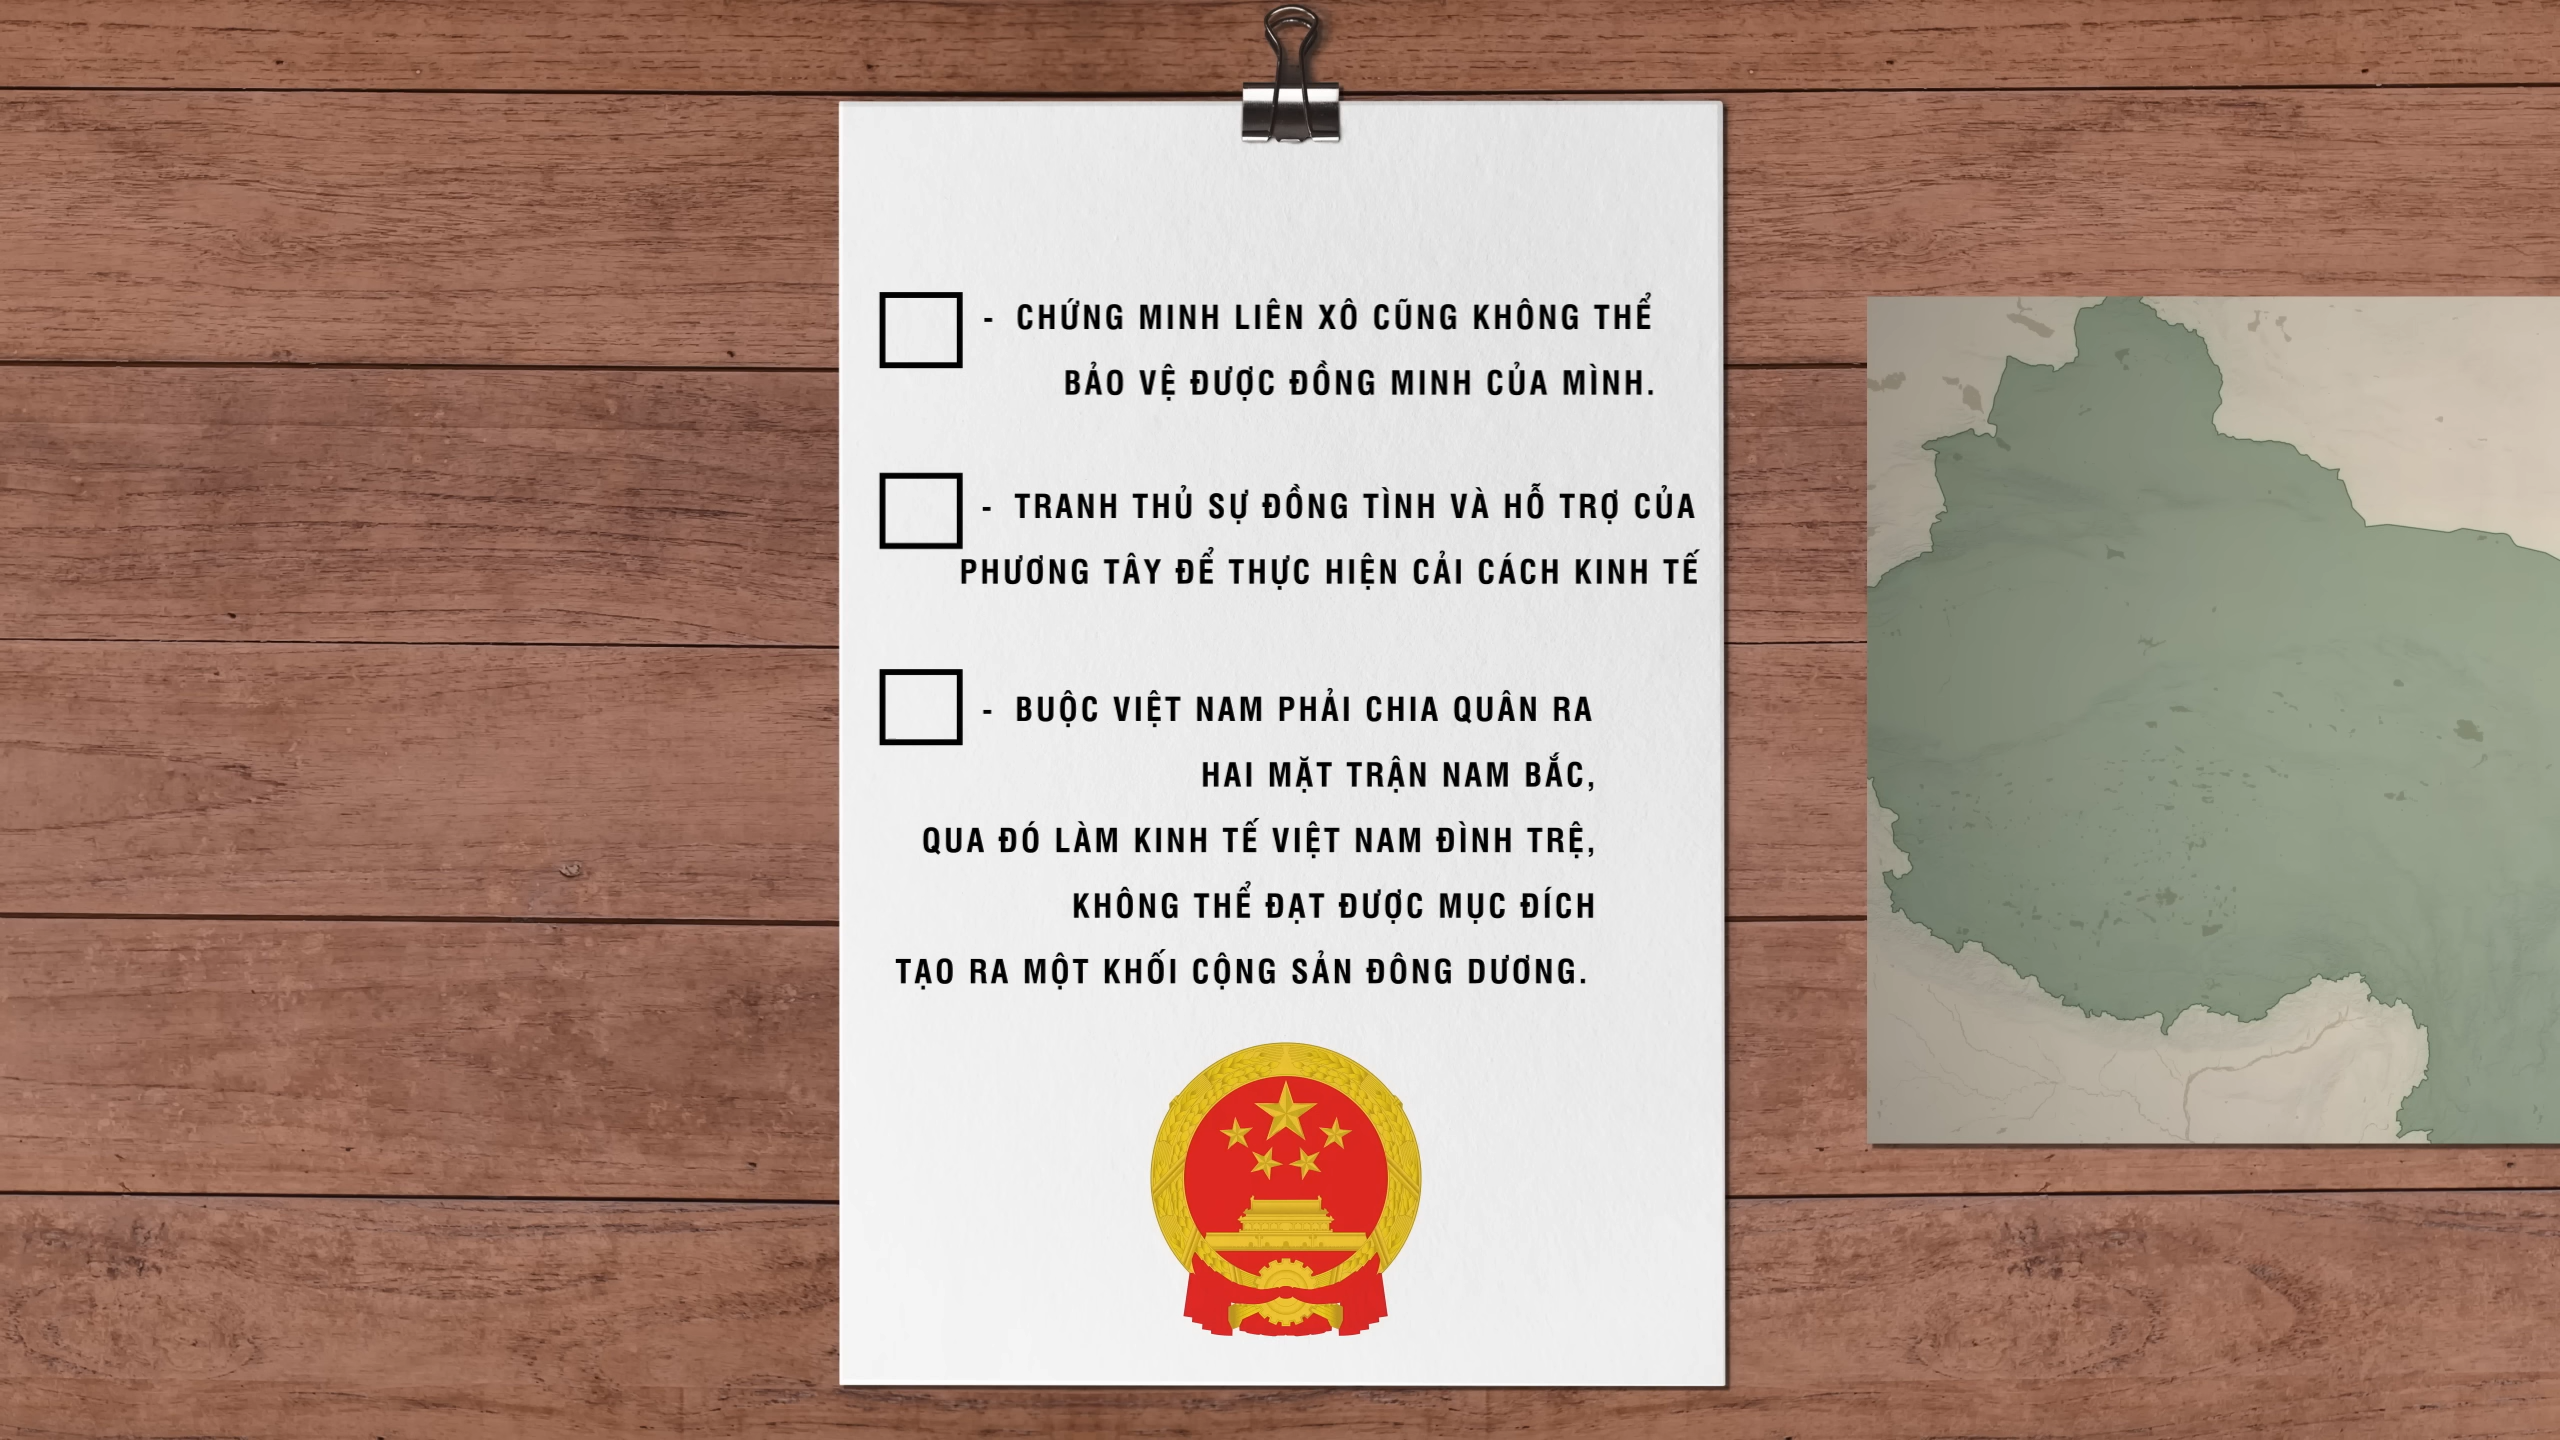 - CHỨNG MINH LIÊN XÔ CŨNG KHÔNG THỂ
BẢO VỆ ĐƯỢC ĐỒNG MINH CỦA MÌNH.
- TRANH THỦ SỰ ĐỒNG TÌNH VÀ HỖ TRỢ CỦA
PHƯƠNG TÂY ĐỂ THỰC HIỆN CẢI CÁCH KINH TẾ
- BUỘC VIỆT NAM PHẢI CHIA QUÂN RA
HAI MẶT TRẬN NAM BẮC,
QUA ĐÓ LÀM KINH TẾ VIỆT NAM ĐÌNH TRỆ,
KHÔNG THỂ ĐẠT ĐƯỢC MỤC ĐÍCH
TẠO RA MỘT KHỐI CỘNG SẢN ĐÔNG DƯƠNG.